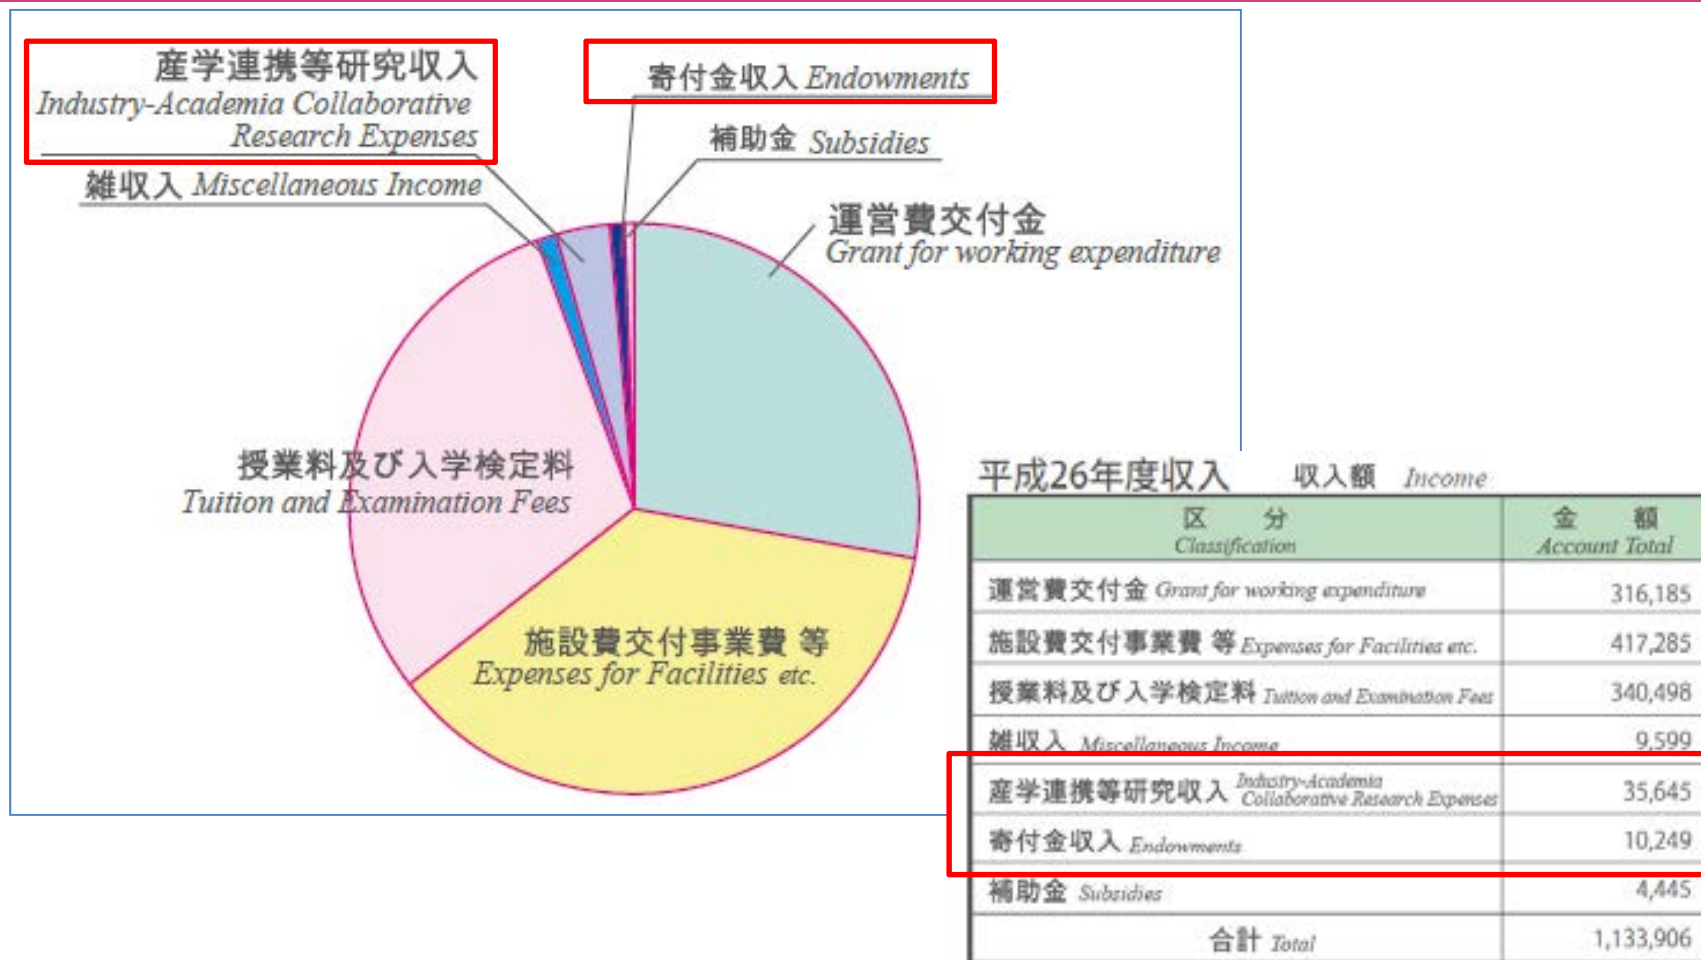 産学連携等研究収入
Industry-Academia Collaborative
Research Expenses
寄付金収入 Endowments
補助金 Subsidies
雑収入 Miscellaneous Income
運営費交付金
Grant for working expenditure
授業料及び入学検定料
Tuition and Examination Fees
施設費交付事業費 等
Expenses for Facilities etc.
平成26年度収入 収入額 Income
区 分 金 額
Classification Account Total
運営費交付金 Grant for working expenditure 316,185
施設費交付事業費 等 Expenses for Facilities etc. 417,285
授業料及び入学検定料 Tuition and Examination Fees 340,498
雑収入 Miscellaneous Income 9,599
産学連携等研究収入 Industry-Academia
Collaborative Research Expenses 35,645
寄付金収入 Endowments 10,249
補助金 Subsidies 4,445
合計 Total 1,133,906